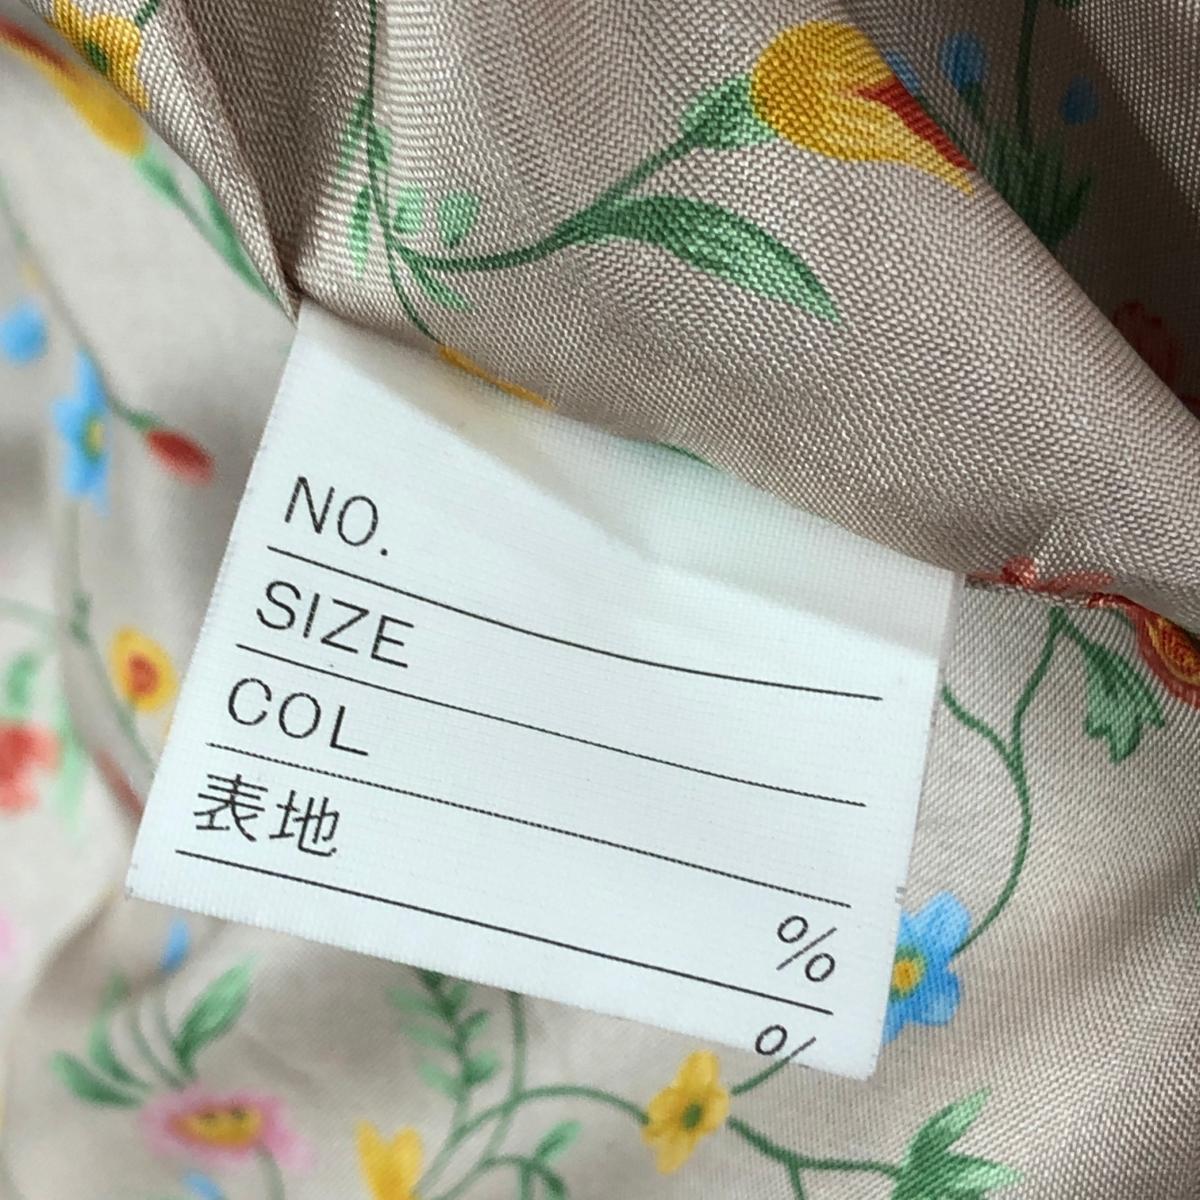 NO.
SIZE
COL
表地
%
%